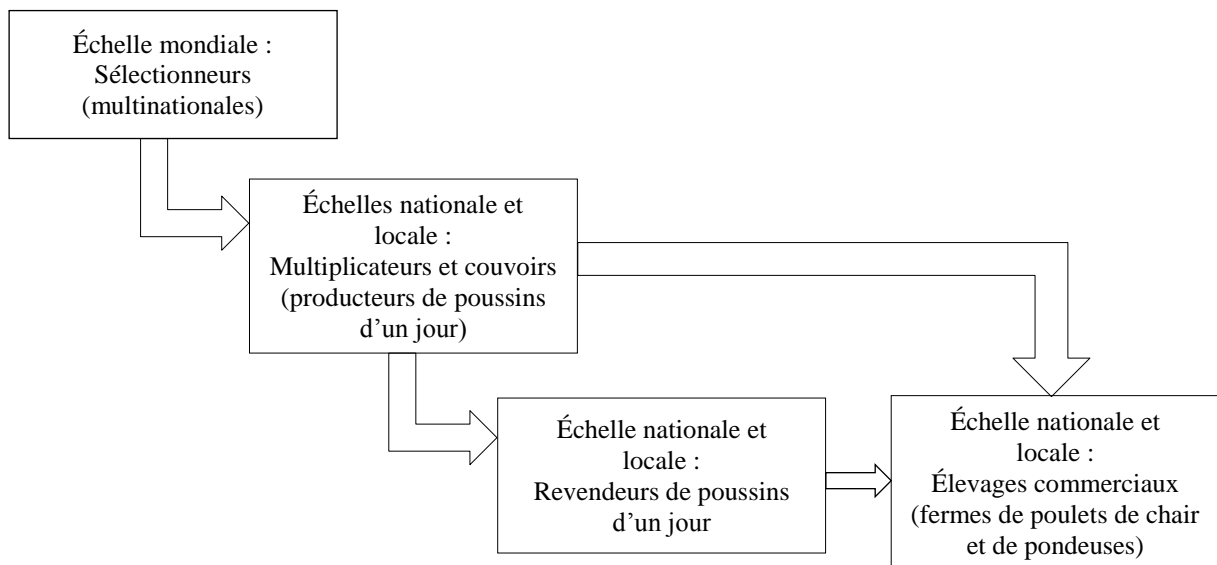 Échelle mondiale :
Sélectionneurs
(multinationales)
Échelles nationale et
locale :
Multiplicateurs et couvoirs
(producteurs de poussins
d’un jour)
Échelle nationale et
locale :
Revendeurs de poussins
d’un jour
Échelle nationale et
locale :
Élevages commerciaux
(fermes de poulets de chair
et de pondeuses)